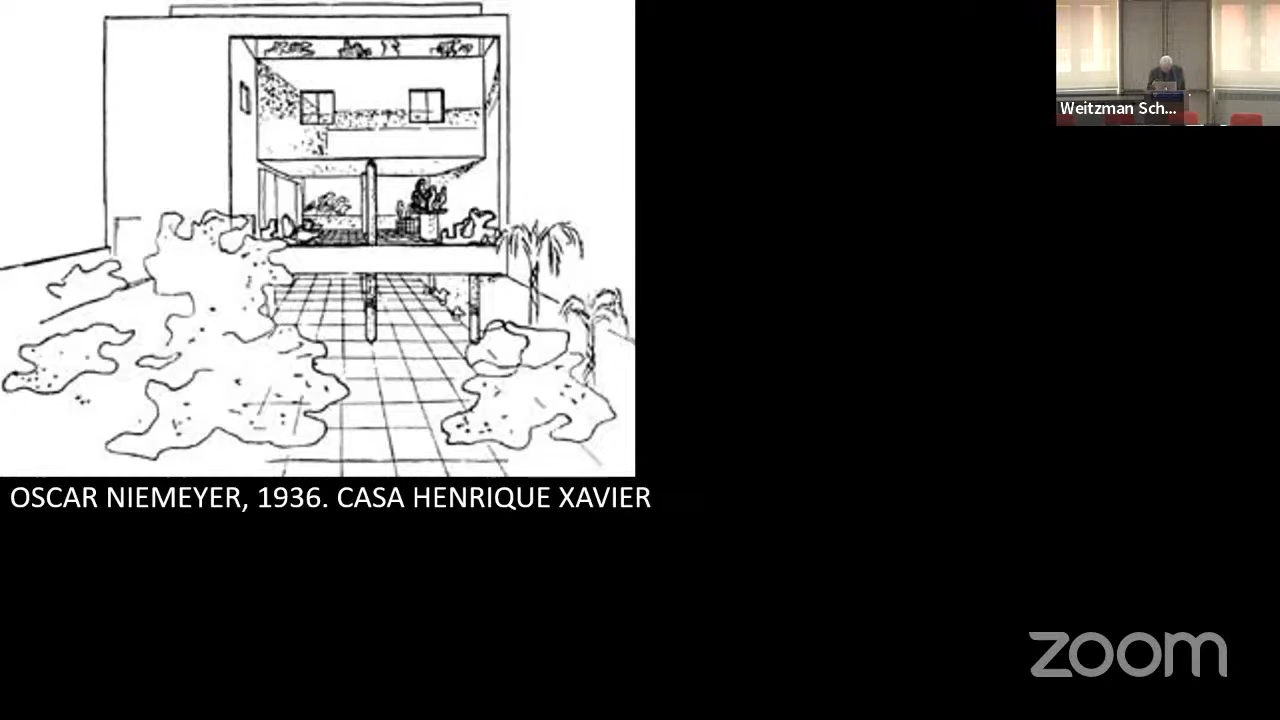 Weitzman Sch...
OSCAR NIEMEYER, 1936. CASA HENRIQUE XAVIER
zoom